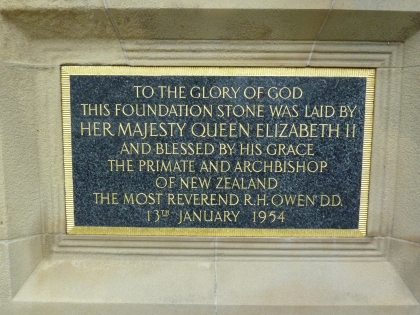 TO THE GLORY OF GOD
THIS FOUNDATION STONE WAS LAID BY
HER MAJESTY QUEEN ELIZABETH II
AND BLESSED BY HIS GRACE
THE PRIMATE AND ARCHBISHOP
OF NEW ZEALAND
THE MOST REVEREND R.H. OWEN D.D.
13TH JANUARY 1954